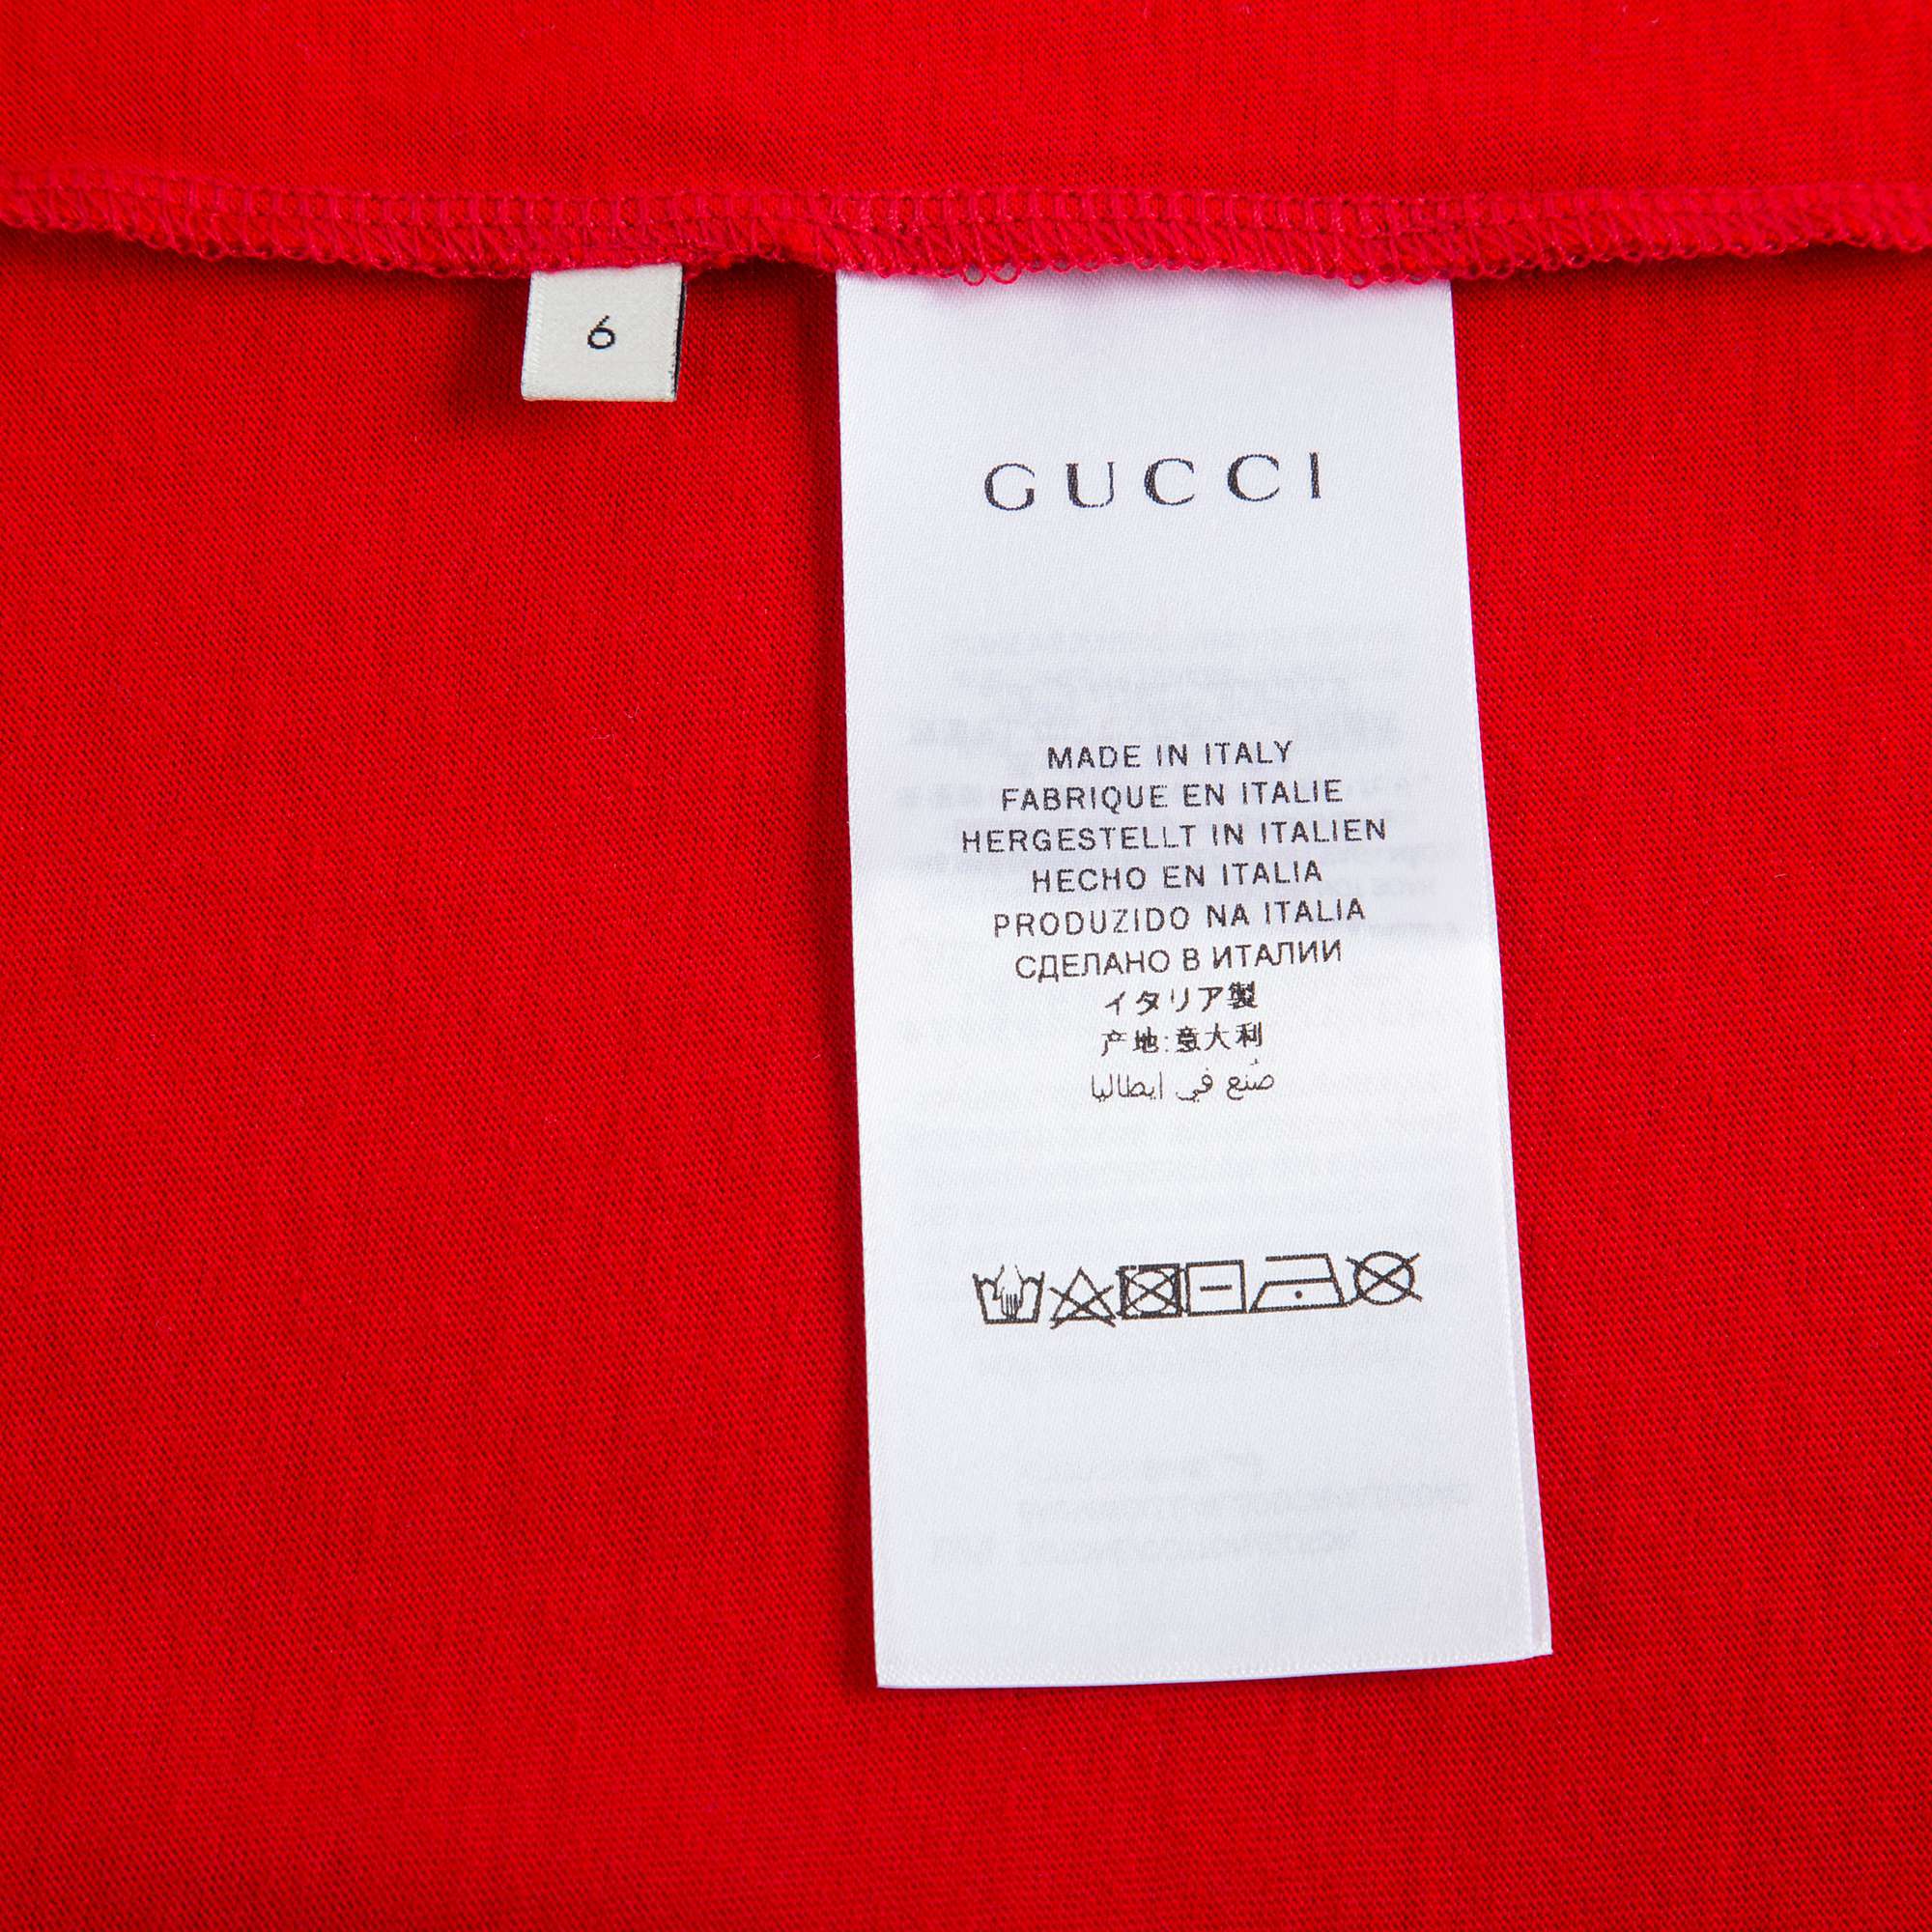 6
GUCCI
MADE IN ITALY
FABRIQUE EN ITALIE
HERGESTELLT IN ITALIEN
HECHO EN ITALIA
PRODUZIDO NA ITALIA
СДЕЛАНО В ИТАЛИИ
イタリア製
产地:意大利
صُنع في ايطاليا